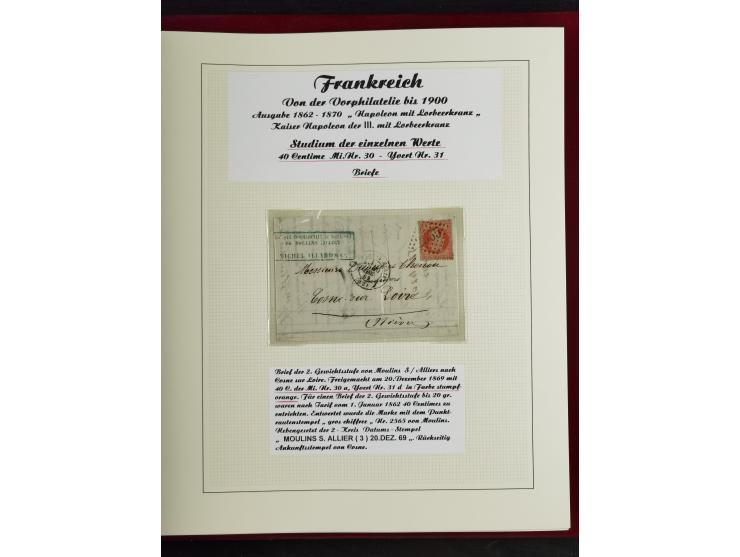 Frankreich
Von der Vorphilatelie bis 1900
Ausgabe 1862 - 1870 „ Napoleon mit Lorbeerkranz „
Kaiser Napoleon der III. mit Lorbeerkranz
Studium der einzelnen Werte
40 Centime Mi.Nr. 30 - Yvert Nr. 31
Briefe
Cosne sur Loire
(Nièvre)
Brief der 2. Gewichtsstufe von Moulins S / Alliers nach
Cosne sur Loire. Freigemacht am 20.Dezember 1869 mit
40 C. der Mi. Nr. 30 a, Yvert Nr. 31 d in Farbe stumpf-
orange. Für einen Brief der 2. Gewichtsstufe bis 20 gr.
waren nach Tarif vom 1. Januar 1862 40 Centimes zu
entrichten. Entwertet wurde die Marke mit dem Punkt-
rautenstempel „ gros chiffres „ Nr. 2565 von Moulins.
Nebengesetzt der 2 - Kreis Datums - Stempel
„ MOULINS S. ALLIER ( 3 ) 20.DEZ. 69 „. Rückseitig
Ankunftsstempel von Cosne.